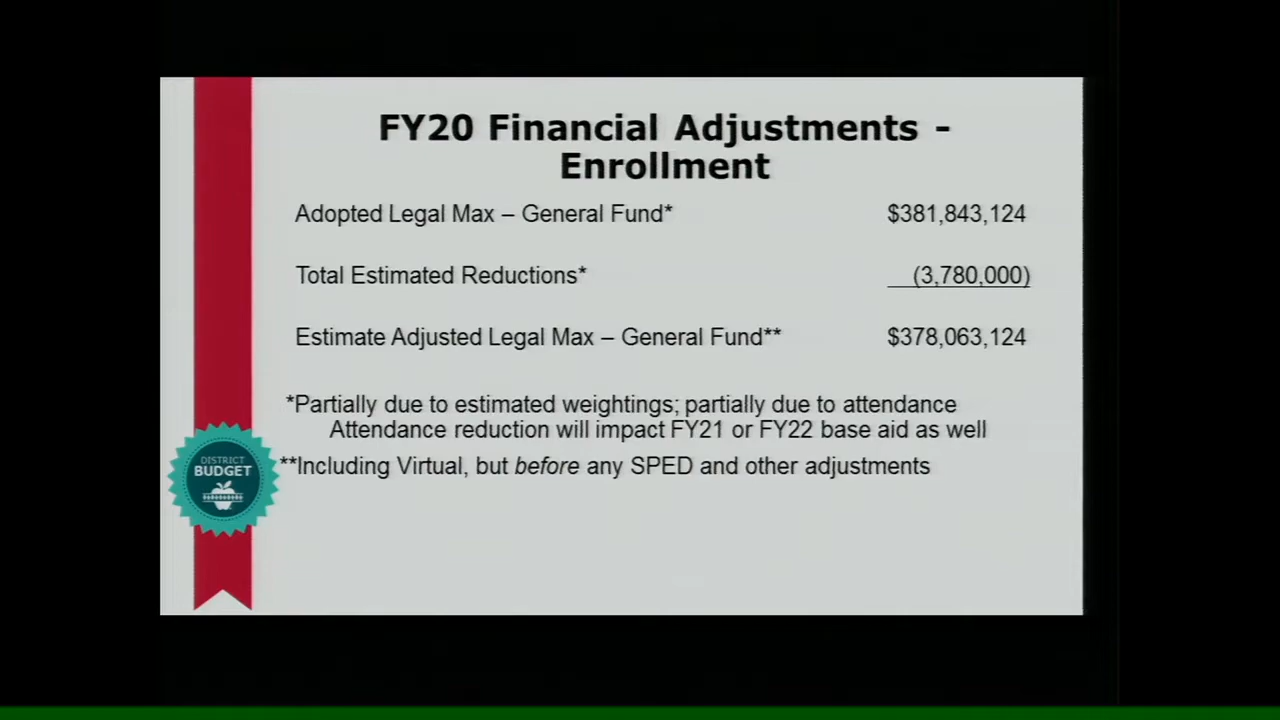 FY20 Financial Adjustments -
Enrollment
Adopted Legal Max – General Fund* $381,843,124
Total Estimated Reductions* (3,780,000)
Estimate Adjusted Legal Max – General Fund** $378,063,124
*Partially due to estimated weightings; partially due to attendance
Attendance reduction will impact FY21 or FY22 base aid as well
**Including Virtual, but before any SPED and other adjustments
DISTRICT
BUDGET